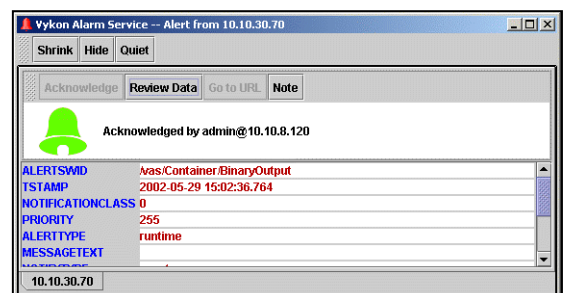 Vykon Alarm Service -- Alert from 10.10.30.70
Shrink Hide Quiet
Acknowledge Review Data Go to URL Note
Acknowledged by admin@10.10.8.120
ALERTSWID /vas/Container/BinaryOutput
TSTAMP 2002-05-29 15:02:36.764
NOTIFICATIONCLASS 0
PRIORITY 255
ALERTTYPE runtime
MESSAGETEXT
10.10.30.70